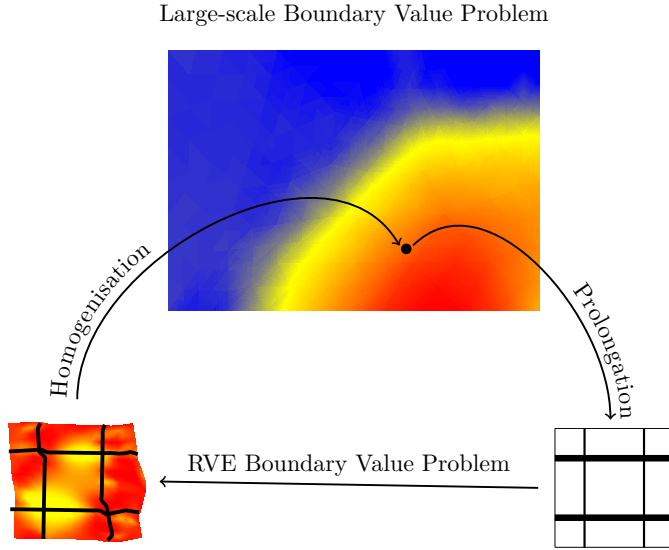 Large-scale Boundary Value Problem
Homogenisation
Prolongation
RVE Boundary Value Problem